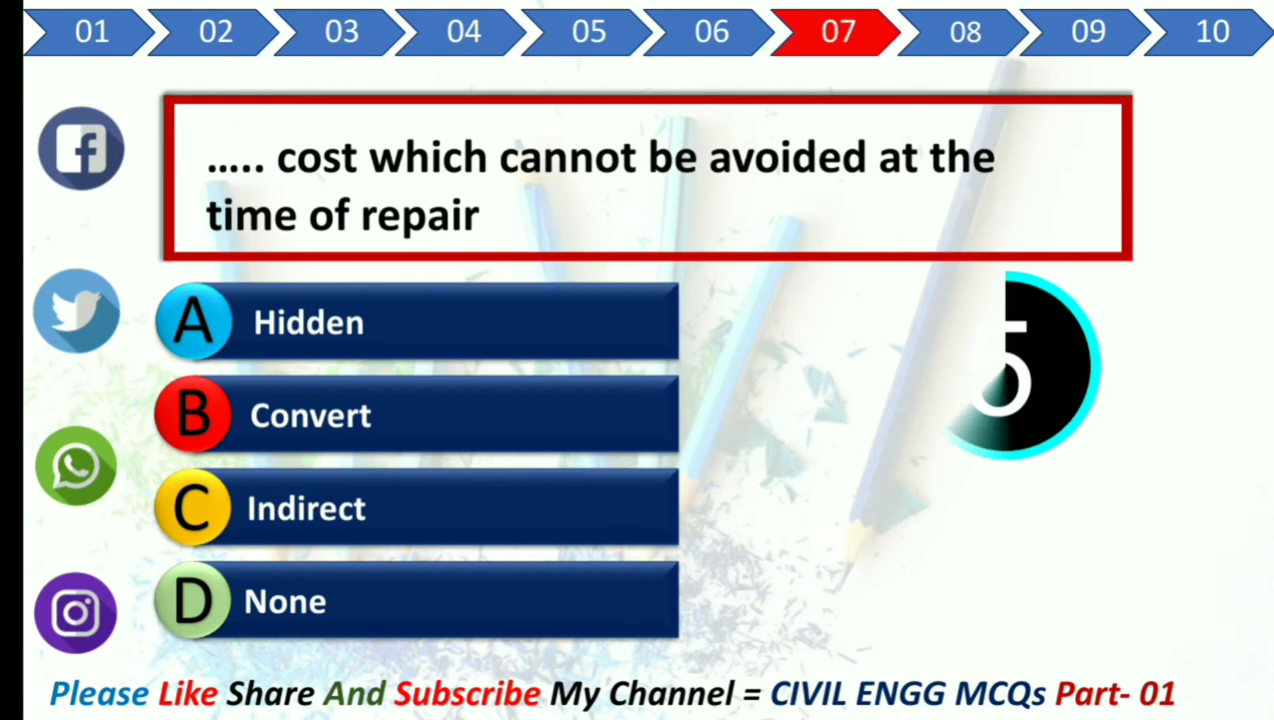 01 02 03 04 05 06 07 08 09 10
..... cost which cannot be avoided at the
time of repair
A Hidden
B Convert
C Indirect
D None
5
Please Like Share And Subscribe My Channel = CIVIL ENGG MCQs Part- 01